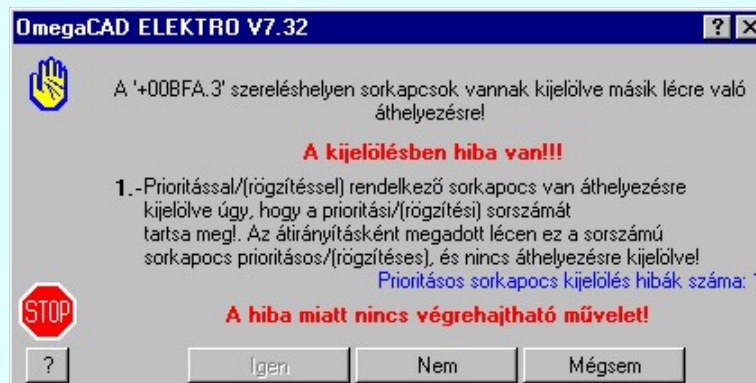 OmegaCAD ELEKTRO V7.32
? ×
A '+00BFA.3' szereléshelyen sorkapcsok vannak kijelölve másik lécre való
áthelyezésre!
A kijelölésben hiba van!!!
1.-Prioritással/(rögzítéssel) rendelkező sorkapocs van áthelyezésre
kijelölve úgy, hogy a prioritási/(rögzítési) sorszámát
tartsa meg!. Az átirányításként megadott lécen ez a sorszámú
sorkapocs prioritásos/(rögzítéses), és nincs áthelyezésre kijelölve!
Prioritásos sorkapocs kijelölés hibák száma:
STOP
A hiba miatt nincs végrehajtható művelet!
? Igen Nem Mégsem